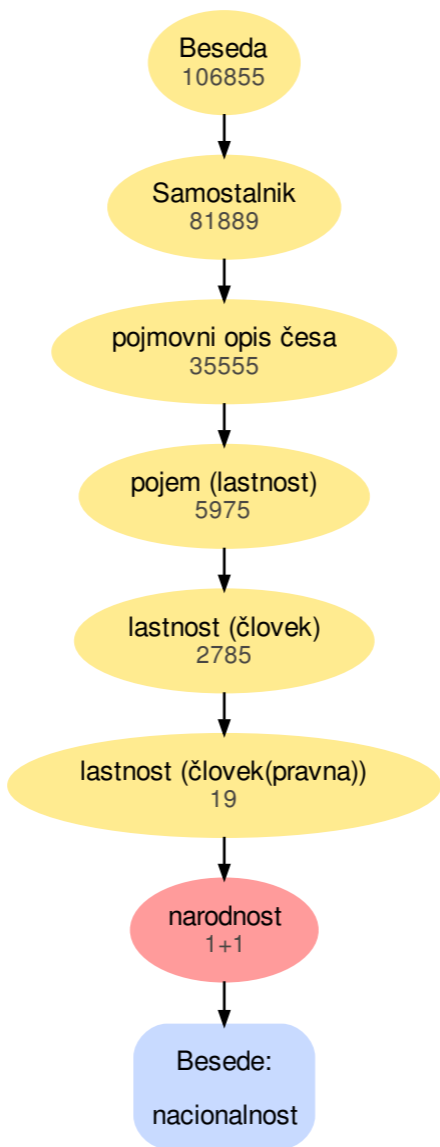 Beseda
106855
Samostalnik
81889
pojmovni opis česa
35555
pojem (lastnost)
5975
lastnost (človek)
2785
lastnost (človek(pravna))
19
narodnost
1+1
Besede:
nacionalnost